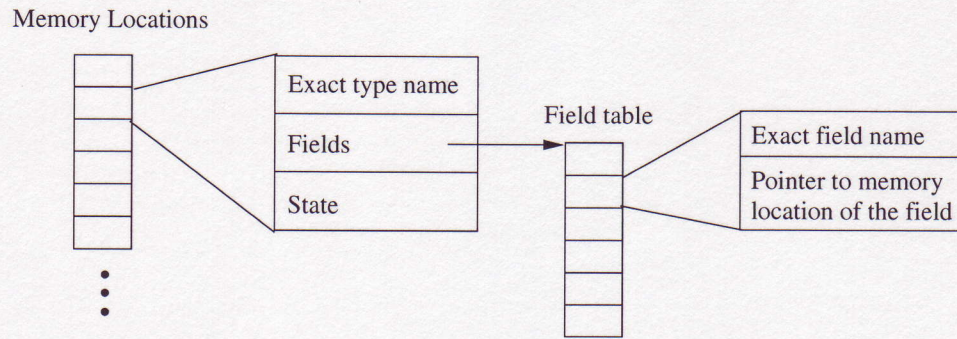 Memory Locations
Exact type name
Fields
State
Field table
Exact field name
Pointer to memory
location of the field